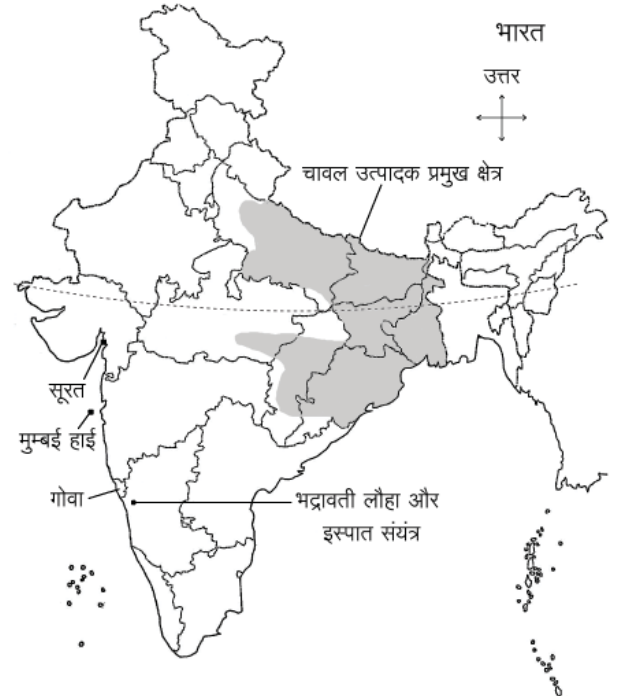 भारत
उत्तर
चावल उत्पादक प्रमुख क्षेत्र
सूरत
मुम्बई हाई
गोवा
भद्रावती लौहा और
इस्पात संयंत्र